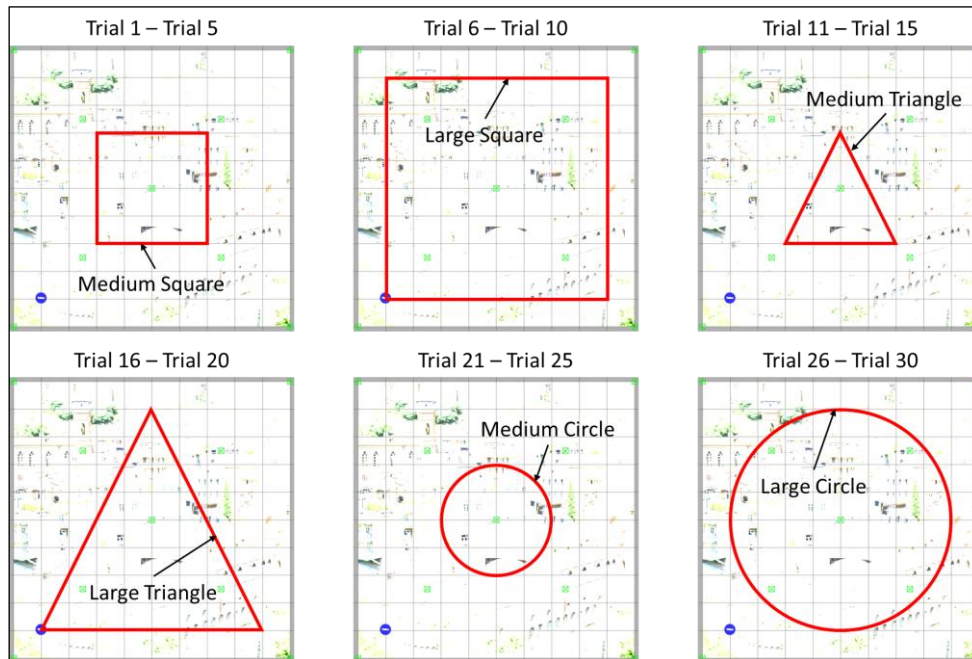 Trial 1 – Trial 5
Trial 6 – Trial 10
Trial 11 – Trial 15
Medium Square
Large Square
Medium Triangle
Trial 16 – Trial 20
Trial 21 – Trial 25
Trial 26 – Trial 30
Large Triangle
Medium Circle
Large Circle